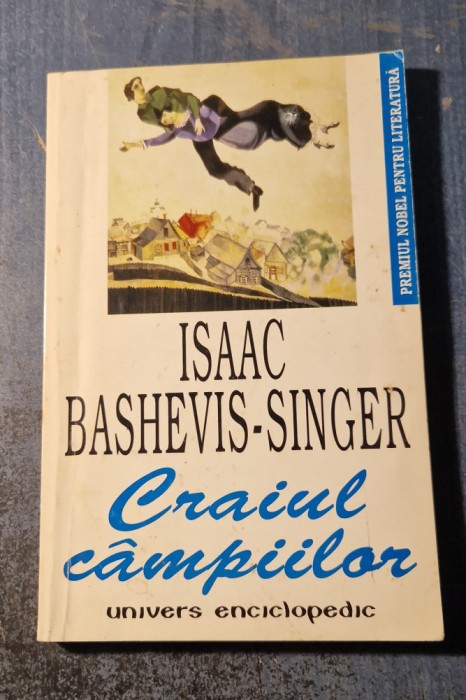 PREMIUL NOBEL PENTRU LITERATURĂ
ISAAC
BASHEVIS-SINGER
Craiul
câmpiilor
univers enciclopedic